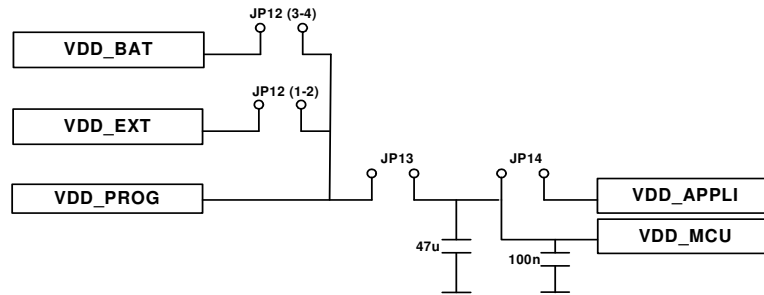 JP12 (3-4)
VDD_BAT
JP12 (1-2)
VDD_EXT
JP13
JP14
VDD_PROG
VDD_APPLI
VDD_MCU
47u
100n